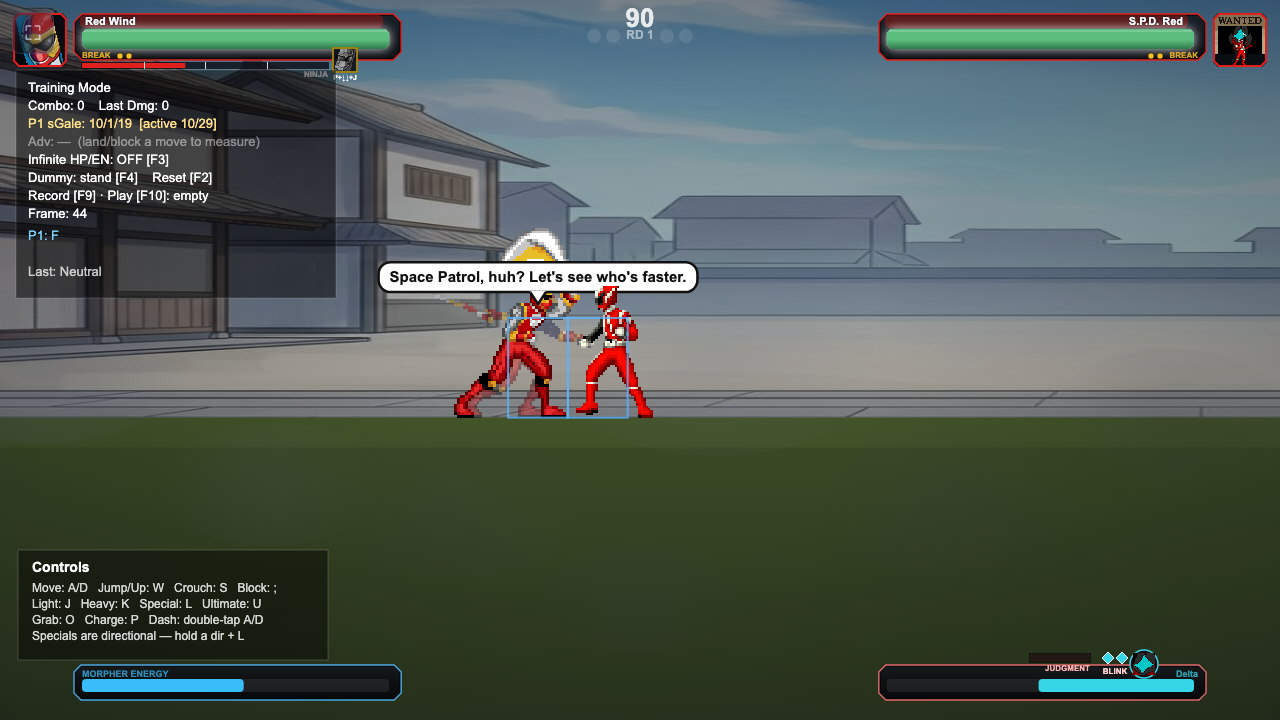 Red Wind
90
S.P.D. Red
WANTED
RD 1
BREAK
BREAK
NINJA
Training Mode
Combo: 0 Last Dmg: 0
P1 sGale: 10/1/19 [active 10/29]
Adv: — (land/block a move to measure)
Infinite HP/EN: OFF [F3]
Dummy: stand [F4] Reset [F2]
Record [F9] · Play [F10]: empty
Frame: 44
P1: F
Last: Neutral
Space Patrol, huh? Let's see who's faster.
Controls
Move: A/D Jump/Up: W Crouch: S Block: ;
Light: J Heavy: K Special: L Ultimate: U
Grab: O Charge: P Dash: double-tap A/D
Specials are directional — hold a dir + L
MORPHER ENERGY
JUDGMENT
BLINK
Delta